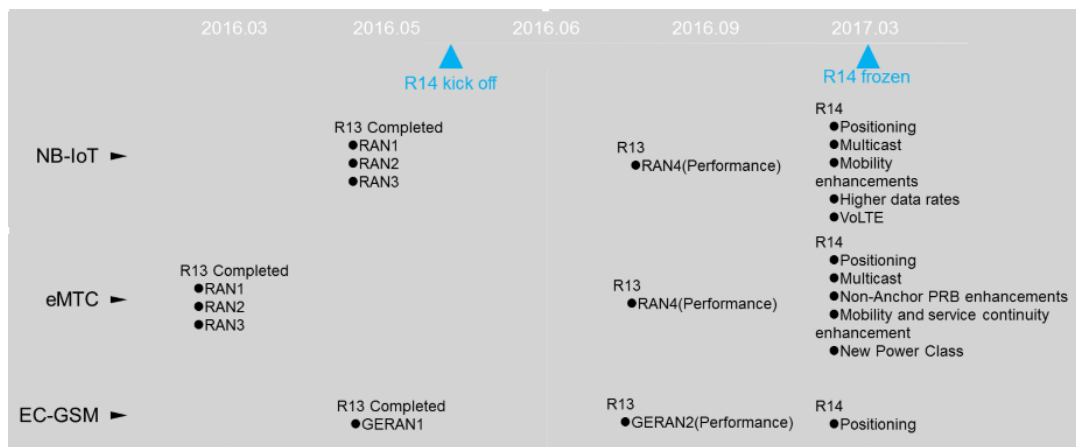 2016.03 2016.05 2016.06 2016.09 2017.03
R14 kick off R14 frozen
NB-IoT ►
R13 Completed
●RAN1
●RAN2
●RAN3
R13
●RAN4(Performance)
R14
●Positioning
●Multicast
●Mobility
enhancements
●Higher data rates
●VoLTE
eMTC ►
R13 Completed
●RAN1
●RAN2
●RAN3
R13
●RAN4(Performance)
R14
●Positioning
●Multicast
●Non-Anchor PRB enhancements
●Mobility and service continuity
enhancement
●New Power Class
EC-GSM ►
R13 Completed
●GERAN1
R13
●GERAN2(Performance)
R14
●Positioning